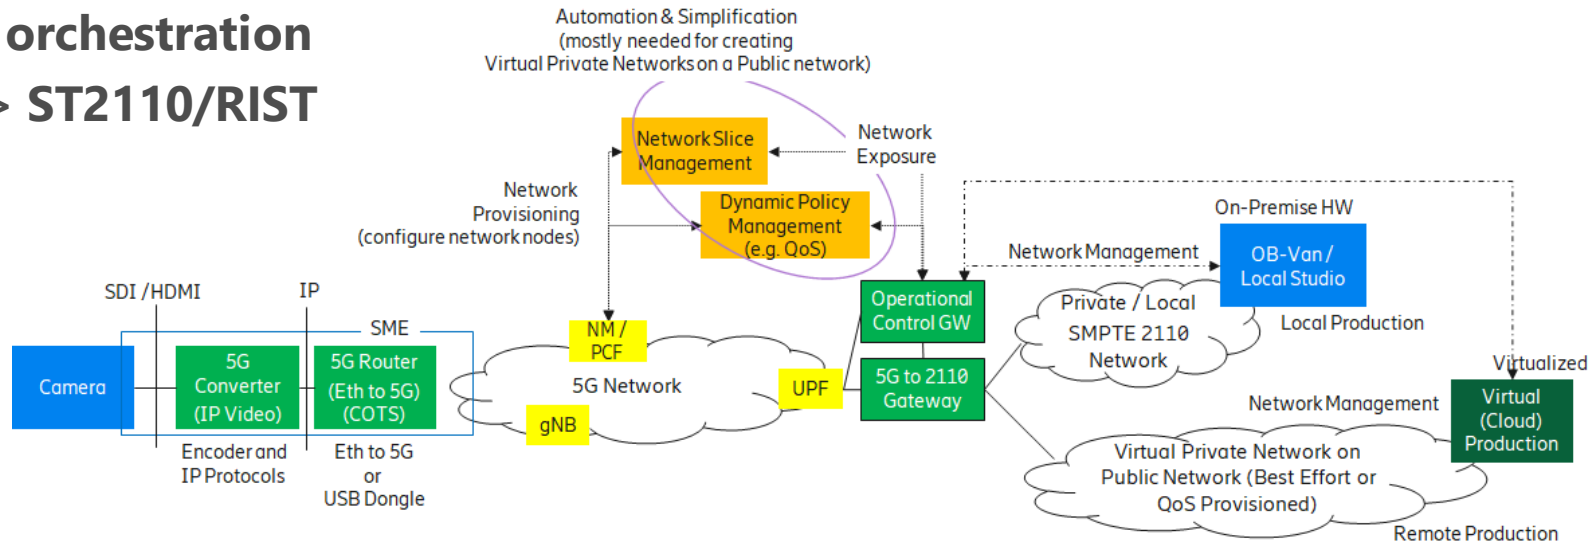 orchestration
> ST2110/RIST
Automation & Simplification
(mostly needed for creating
Virtual Private Networks on a Public network)
Network Slice
Management
Network
Exposure
Network
Provisioning
(configure network nodes)
Dynamic Policy
Management
(e.g. QoS)
On-Premise HW
Network Management
OB-Van /
Local Studio
Local Production
SDI / HDMI
IP
SME
Camera
5G
Converter
(IP Video)
5G Router
(Eth to 5G)
(COTS)
Encoder and
IP Protocols
Eth to 5G
or
USB Dongle
NM /
PCF
5G Network
gNB
UPF
Operational
Control GW
5G to 2110
Gateway
Private / Local
SMPTE 2110
Network
Virtualized
Network Management
Virtual
(Cloud)
Production
Virtual Private Network on
Public Network (Best Effort or
QoS Provisioned)
Remote Production